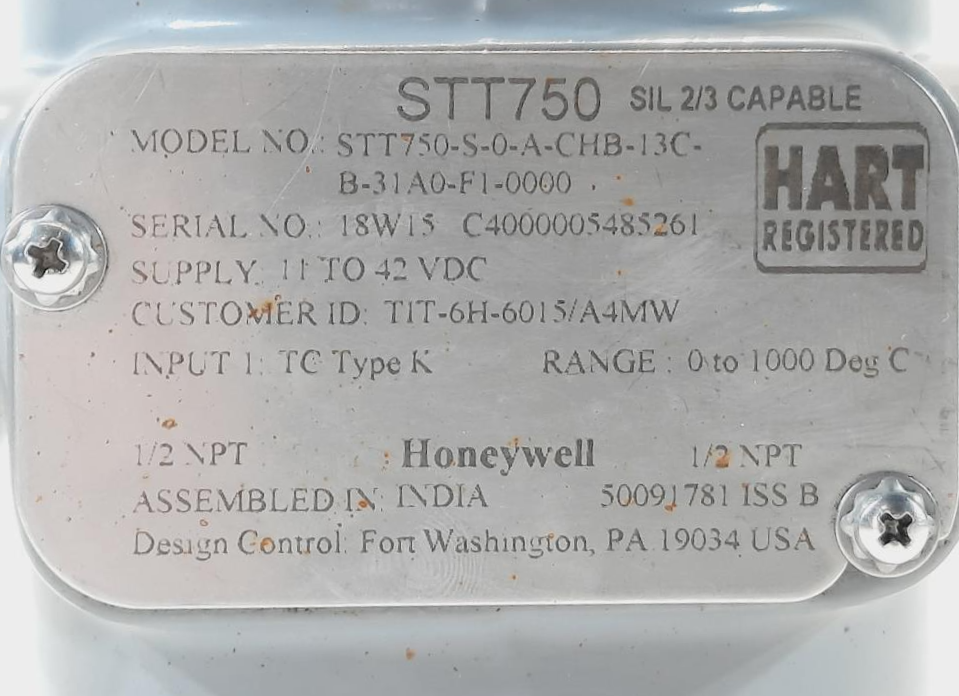 STT750 SIL 2/3 CAPABLE
MODEL NO.: STT750-S-0-A-CHB-13C-
B-31A0-F1-0000
HART
REGISTERED
SERIAL NO.: 18W15 C4000005485261
SUPPLY: 11 TO 42 VDC
CUSTOMER ID: TIT-6H-6015/A4MW
INPUT 1: TC Type K RANGE : 0 to 1000 Deg C
1/2 NPT Honeywell 1/2 NPT
ASSEMBLED IN: INDIA 50091781 ISS B
Design Control: Fort Washington, PA 19034 USA